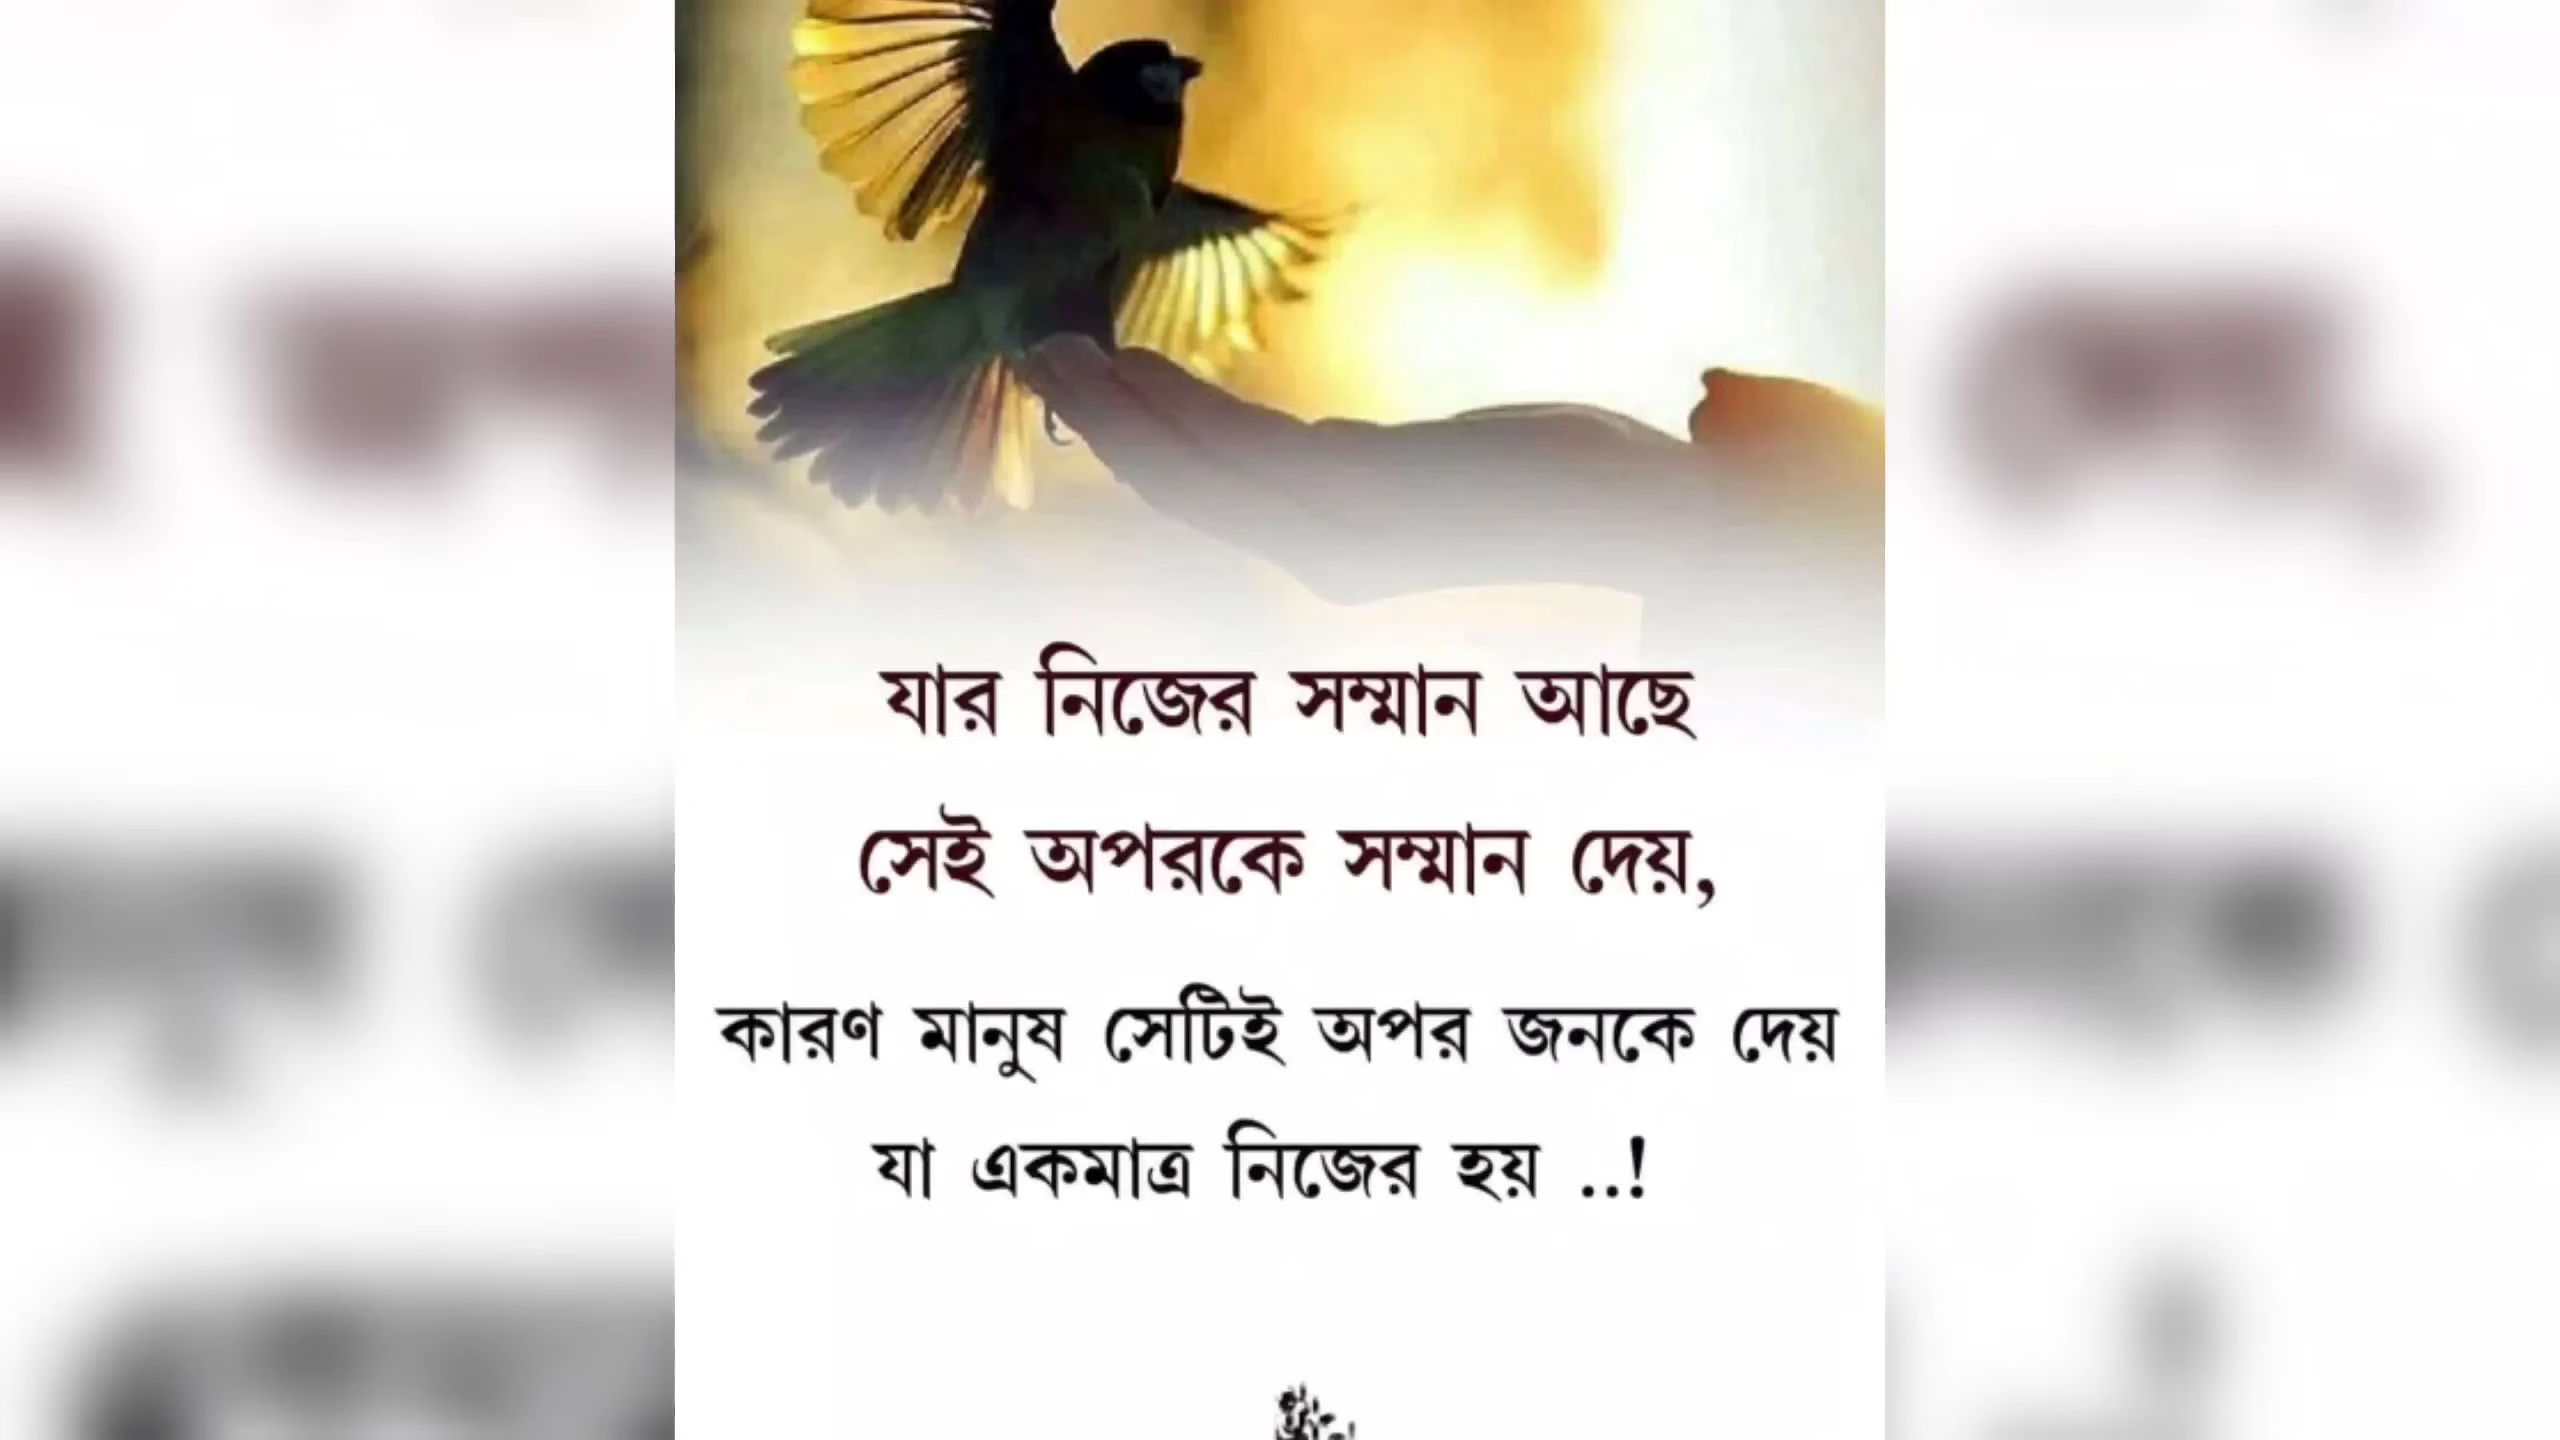 যার নিজের সম্মান আছে
সেই অপরকে সম্মান দেয়,
কারণ মানুষ সেটিই অপর জনকে দেয়
যা একমাত্র নিজের হয় ..!